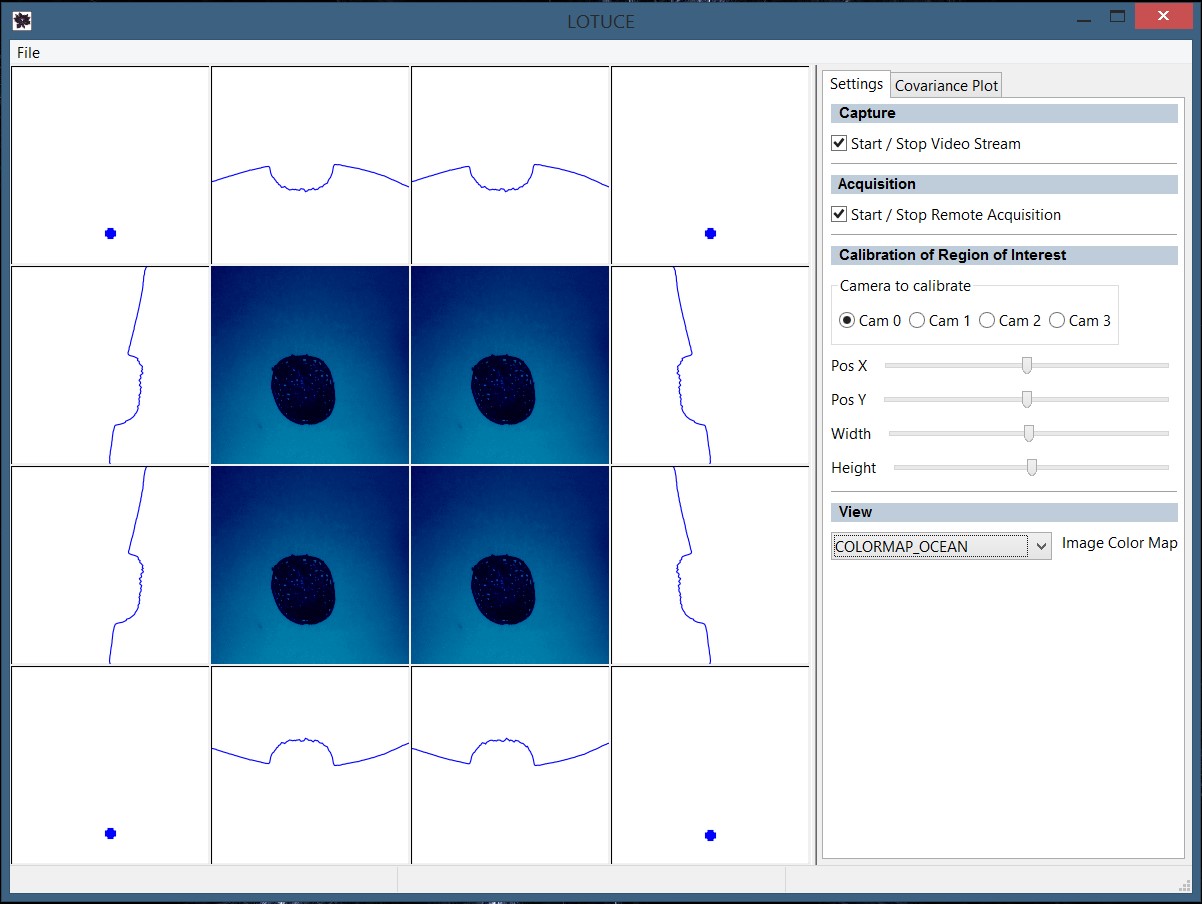 LOTUCE
File
Settings
Covariance Plot
Capture
Start / Stop Video Stream
Acquisition
Start / Stop Remote Acquisition
Calibration of Region of Interest
Camera to calibrate
Cam 0 Cam 1 Cam 2 Cam 3
Pos X
Pos Y
Width
Height
View
COLORMAP_OCEAN Image Color Map